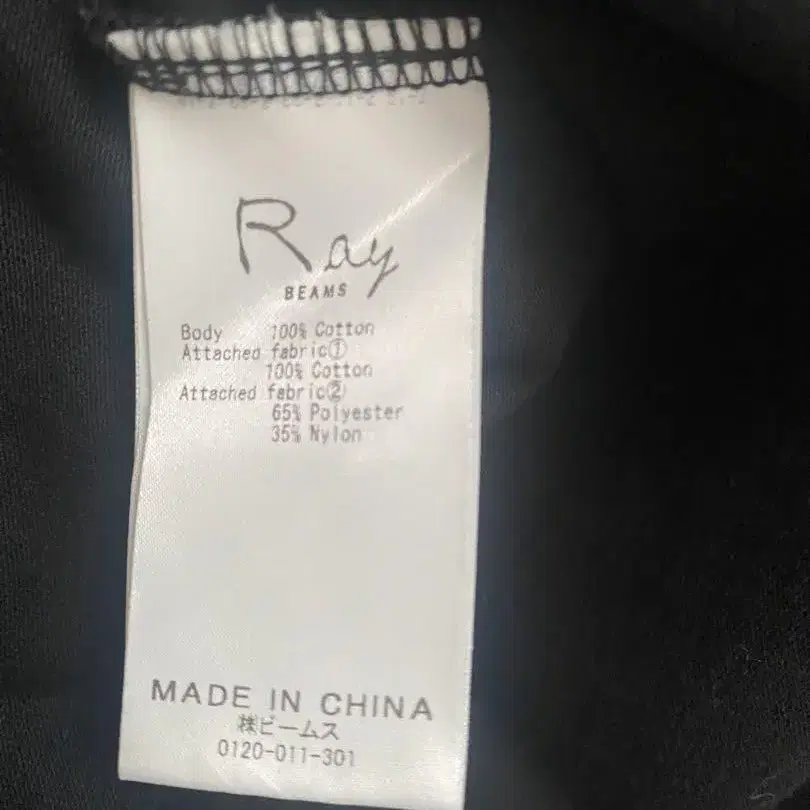 Ray
BEAMS
Body 100% Cotton
Attached fabric①
100% Cotton
Attached fabric②
65% Polyester
35% Nylon
MADE IN CHINA
㈱ビームス
0120-011-301